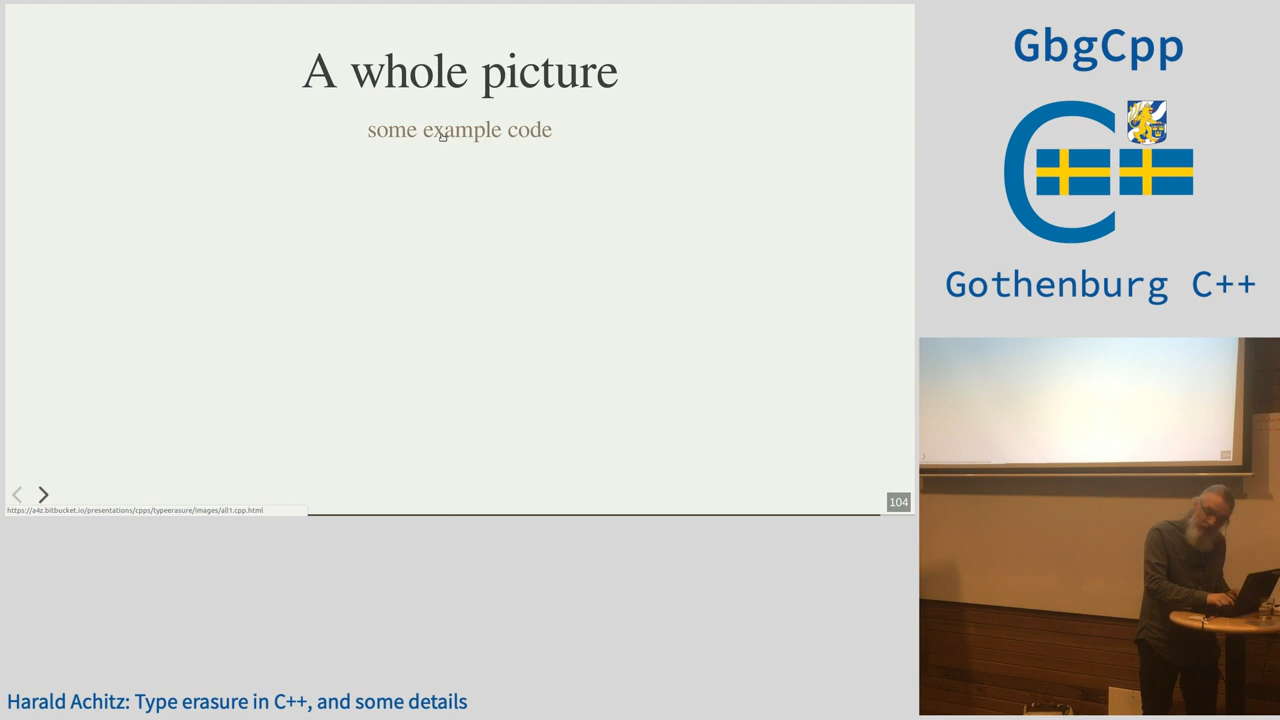 A whole picture
some example code
104
https://a4z.bitbucket.io/presentations/cpps/typeerasure/images/all1.cpp.html
GbgCpp
C
Gothenburg C++
Harald Achitz: Type erasure in C++, and some details